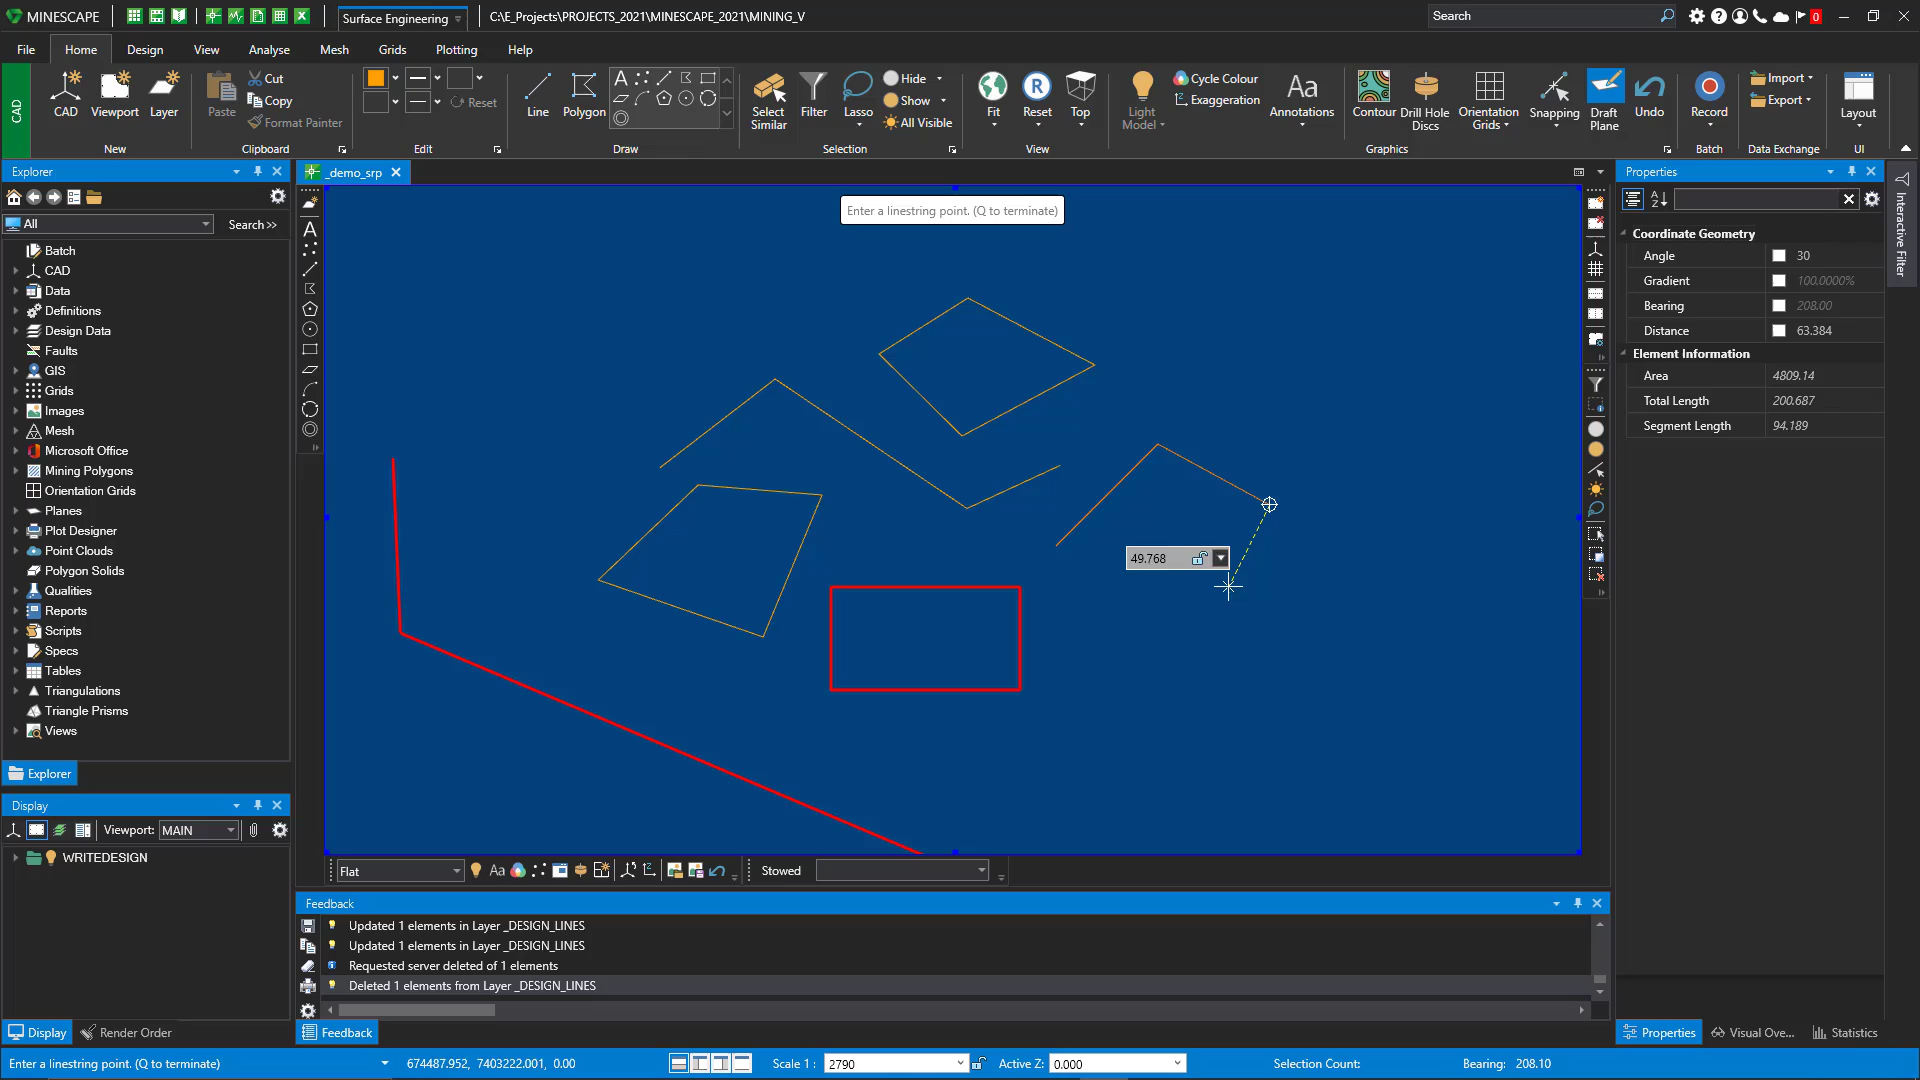 MINESCAPE
Surface Engineering
C:\E_Projects\PROJECTS_2021\MINESCAPE_2021\MINING_V
Search
0
File Home Design View Analyse Mesh Grids Plotting Help
CAD
CAD
Viewport
Layer
New
Paste
Cut
Copy
Format Painter
Clipboard
Reset
Edit
Line
Polygon
Draw
Select Similar
Filter
Lasso
Hide
Show
All Visible
Selection
Fit
Reset
Top
View
Light Model
Cycle Colour
Exaggeration
Annotations
Contour
Drill Hole Discs
Orientation Grids
Snapping
Draft Plane
Undo
Graphics
Record
Batch
Import
Export
Data Exchange
Layout
UI
Explorer
All
Search>>
Batch
CAD
Data
Definitions
Design Data
Faults
GIS
Grids
Images
Mesh
Microsoft Office
Mining Polygons
Orientation Grids
Planes
Plot Designer
Point Clouds
Polygon Solids
Qualities
Reports
Scripts
Specs
Tables
Triangulations
Triangle Prisms
Views
Explorer
Display
Viewport: MAIN
WRITEDESIGN
Display
Render Order
_demo_srp
Enter a linestring point. (Q to terminate)
49.768
Flat
Aa
Stowed
Feedback
Updated 1 elements in Layer _DESIGN_LINES
Updated 1 elements in Layer _DESIGN_LINES
Requested server deleted of 1 elements
Deleted 1 elements from Layer _DESIGN_LINES
Feedback
Properties
Interactive Filter
Coordinate Geometry
Angle 30
Gradient 100.0000%
Bearing 208.00
Distance 63.384
Element Information
Area 4809.14
Total Length 200.687
Segment Length 94.189
Properties
Visual Ove...
Statistics
Enter a linestring point. (Q to terminate)
674487.952, 7403222.001, 0.00
Scale 1 : 2790
Active Z: 0.000
Selection Count:
Bearing: 208.10